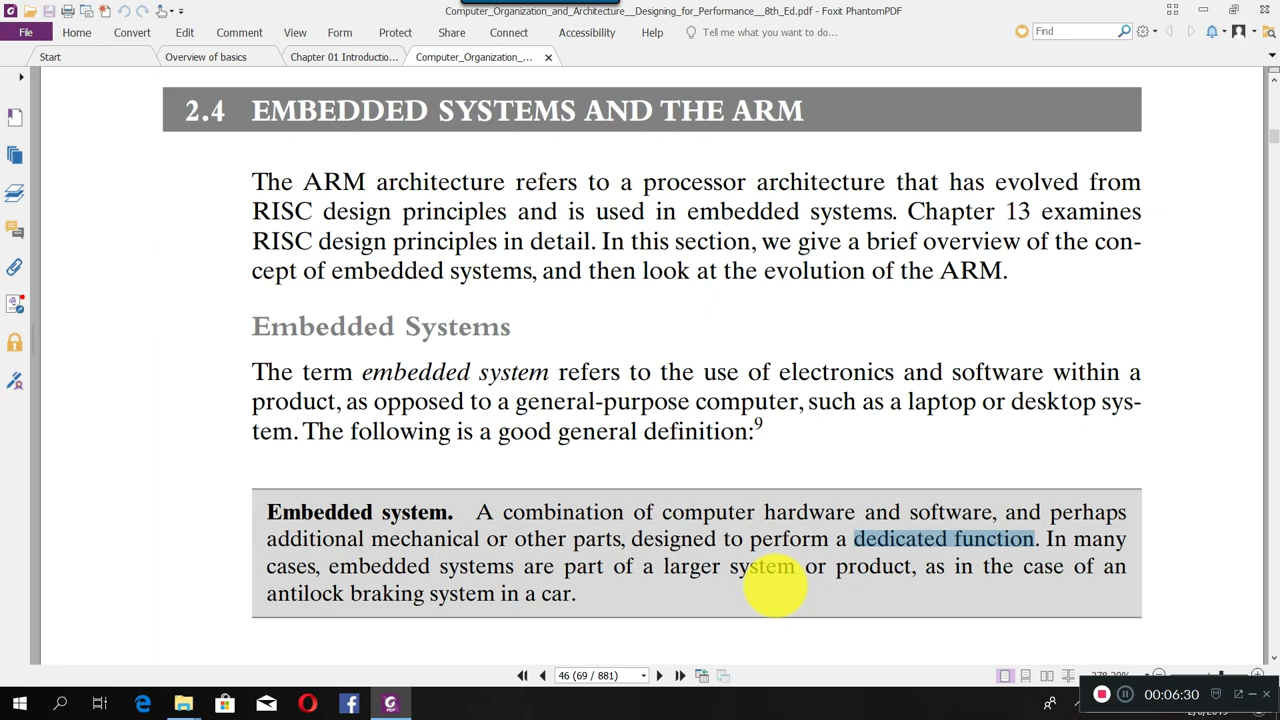 Computer_Organization_and_Architecture__Designing_for_Performance__8th_Ed.pdf - Foxit PhantomPDF
File Home Convert Edit Comment View Form Protect Share Connect Accessibility Help Tell me what you want to do... Find
Start Overview of basics Chapter 01 Introductio... Computer_Organization_...
2.4 EMBEDDED SYSTEMS AND THE ARM
The ARM architecture refers to a processor architecture that has evolved from
RISC design principles and is used in embedded systems. Chapter 13 examines
RISC design principles in detail. In this section, we give a brief overview of the con-
cept of embedded systems, and then look at the evolution of the ARM.
Embedded Systems
The term embedded system refers to the use of electronics and software within a
product, as opposed to a general-purpose computer, such as a laptop or desktop sys-
tem. The following is a good general definition:9
Embedded system. A combination of computer hardware and software, and perhaps
additional mechanical or other parts, designed to perform a dedicated function. In many
cases, embedded systems are part of a larger system or product, as in the case of an
antilock braking system in a car.
46 (69 / 881)
00:06:30